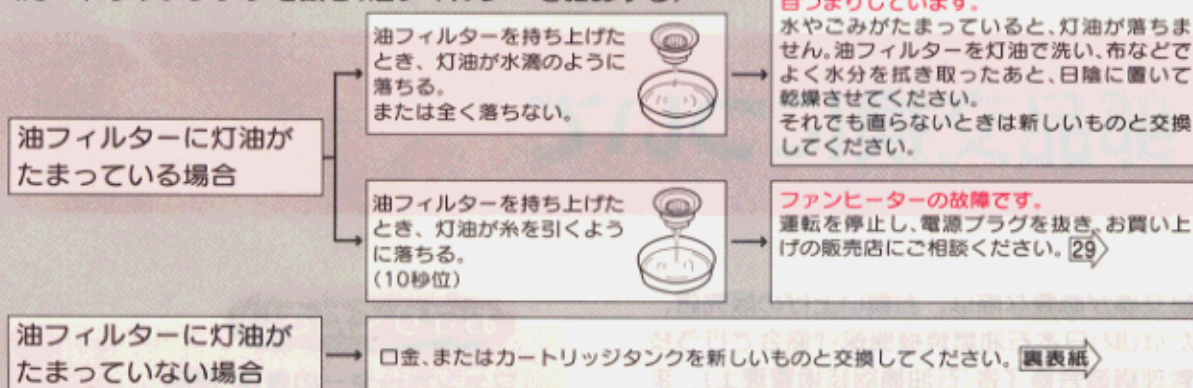 目づまりしています。
水やごみがたまっていると、灯油が落ちま
せん。油フィルターを灯油で洗い、布などで
よく水分を拭き取ったあと、日陰に置いて
乾燥させてください。
それでも直らないときは新しいものと交換
してください。
油フィルターを持ち上げた
とき、灯油が水滴のように
落ちる。
または全く落ちない。
油フィルターに灯油が
たまっている場合
油フィルターを持ち上げた
とき、灯油が糸を引くよう
に落ちる。
(10秒位)
ファンヒーターの故障です。
運転を停止し、電源プラグを抜き、お買い上
げの販売店にご相談ください。29
油フィルターに灯油が
たまっていない場合
口金、またはカートリッジタンクを新しいものと交換してください。裏表紙